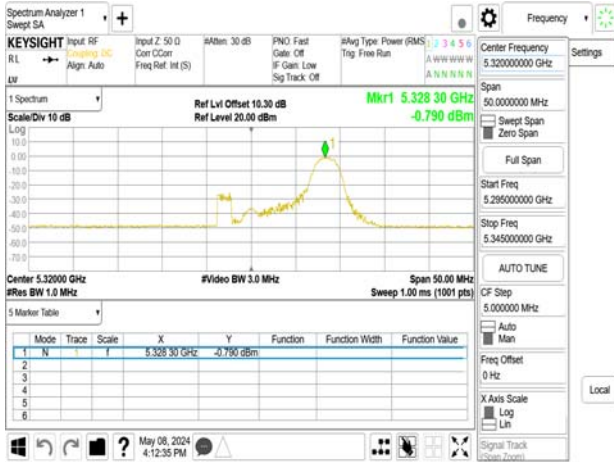 Spectrum Analyzer 1
Swept SA
+
Frequency
KEYSIGHT
Input: RF
Coupling: DC
Align: Auto
Input Z: 50 Ω
Corr CCorr
Freq Ref: Int (S)
#Atten: 30 dB
PNO: Fast
Gate: Off
IF Gain: Low
Sig Track: Off
#Avg Type: Power (RMS
Trig: Free Run
1 2 3 4 5 6
A W W W W W
A N N N N N
RL
Center Frequency
5.320000000 GHz
Settings
Span
50.0000000 MHz
Swept Span
Zero Span
Full Span
Start Freq
5.295000000 GHz
Stop Freq
5.345000000 GHz
AUTO TUNE
CF Step
5.000000 MHz
Auto
Man
Freq Offset
0 Hz
X Axis Scale
Log
Lin
Signal Track
(Span Zoom)
Local
1 Spectrum
Scale/Div 10 dB
Ref Lvl Offset 10.30 dB
Ref Level 20.00 dBm
Mkr1 5.328 30 GHz
-0.790 dBm
Log
10.0
0.00
-10.0
-20.0
-30.0
-40.0
-50.0
-60.0
-70.0
1
Center 5.32000 GHz
#Res BW 1.0 MHz
#Video BW 3.0 MHz
Span 50.00 MHz
Sweep 1.00 ms (1001 pts)
5 Marker Table
Mode Trace Scale X Y Function Function Width Function Value
1 N 1 f 5.328 30 GHz -0.790 dBm
2
3
4
5
6
?
May 08, 2024
4:12:35 PM